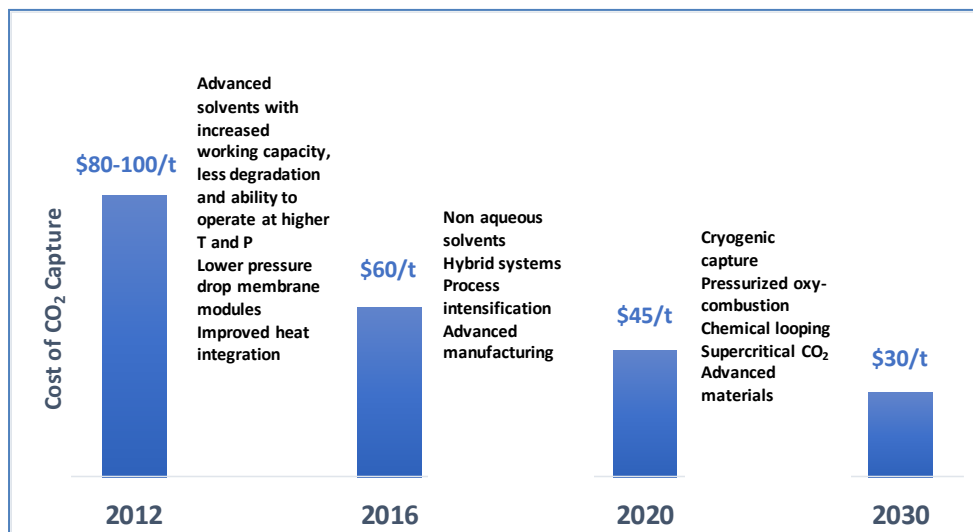 Cost of CO₂ Capture
$80-100/t
Advanced
solvents with
increased
working capacity,
less degradation
and ability to
operate at higher
T and P
Lower pressure
drop membrane
modules
Improved heat
integration
$60/t
Non aqueous
solvents
Hybrid systems
Process
intensification
Advanced
manufacturing
$45/t
Cryogenic
capture
Pressurized oxy-
combustion
Chemical looping
Supercritical CO₂
Advanced
materials
$30/t
2012
2016
2020
2030